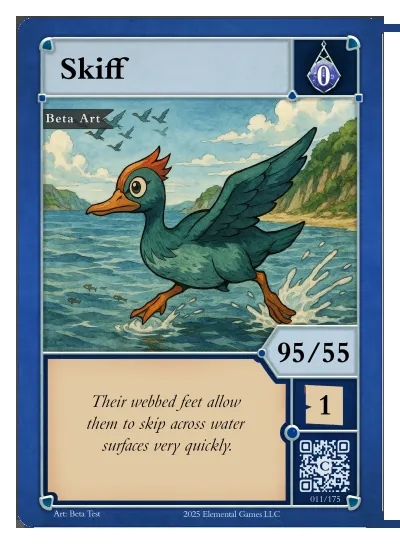 Skiff
0
Beta Art
95/55
Their webbed feet allow
them to skip across water
surfaces very quickly.
1
C
011/175
Art: Beta Test
2025 Elemental Games LLC